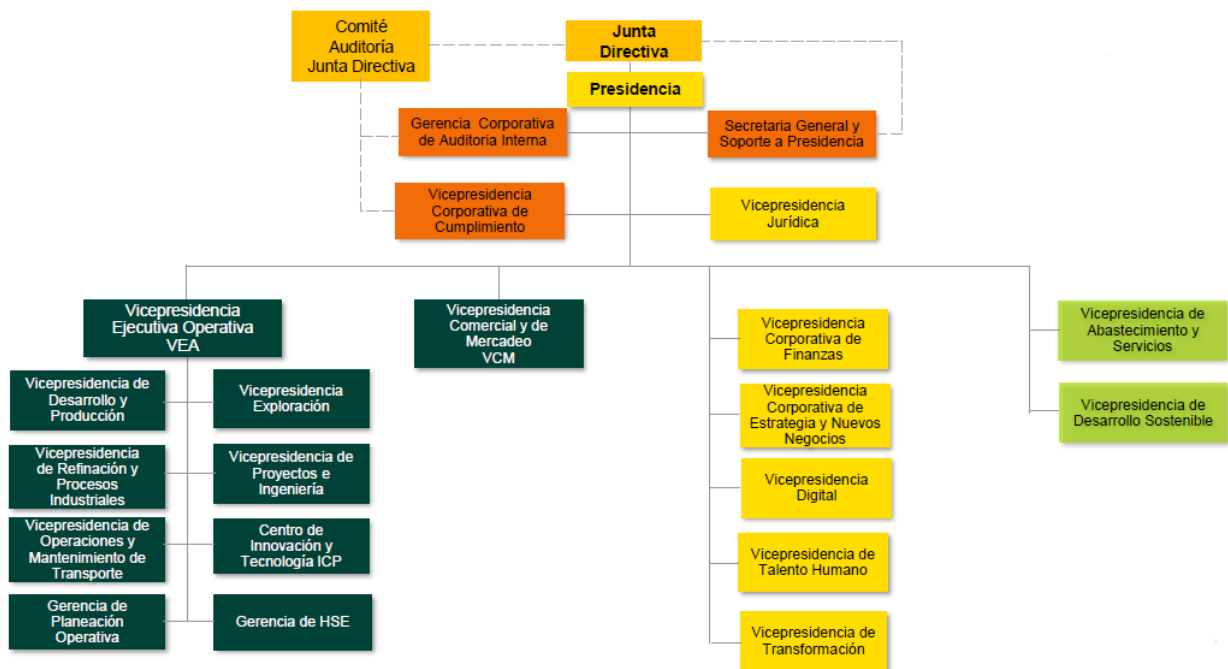 Comité
Auditoría
Junta Directiva
Junta
Directiva
Presidencia
Gerencia Corporativa
de Auditoria Interna
Secretaria General y
Soporte a Presidencia
Vicepresidencia
Corporativa de
Cumplimiento
Vicepresidencia
Jurídica
Vicepresidencia
Ejecutiva Operativa
VEA
Vicepresidencia de
Desarrollo y
Producción
Vicepresidencia
Exploración
Vicepresidencia
de Refinación y
Procesos
Industriales
Vicepresidencia de
Proyectos e
Ingeniería
Vicepresidencia de
Operaciones y
Mantenimiento de
Transporte
Centro de
Innovación y
Tecnología ICP
Gerencia de
Planeación
Operativa
Gerencia de HSE
Vicepresidencia
Comercial y de
Mercadeo
VCM
Vicepresidencia
Corporativa de
Finanzas
Vicepresidencia
Corporativa de
Estrategia y Nuevos
Negocios
Vicepresidencia
Digital
Vicepresidencia de
Talento Humano
Vicepresidencia de
Transformación
Vicepresidencia de
Abastecimiento y
Servicios
Vicepresidencia de
Desarrollo Sostenible